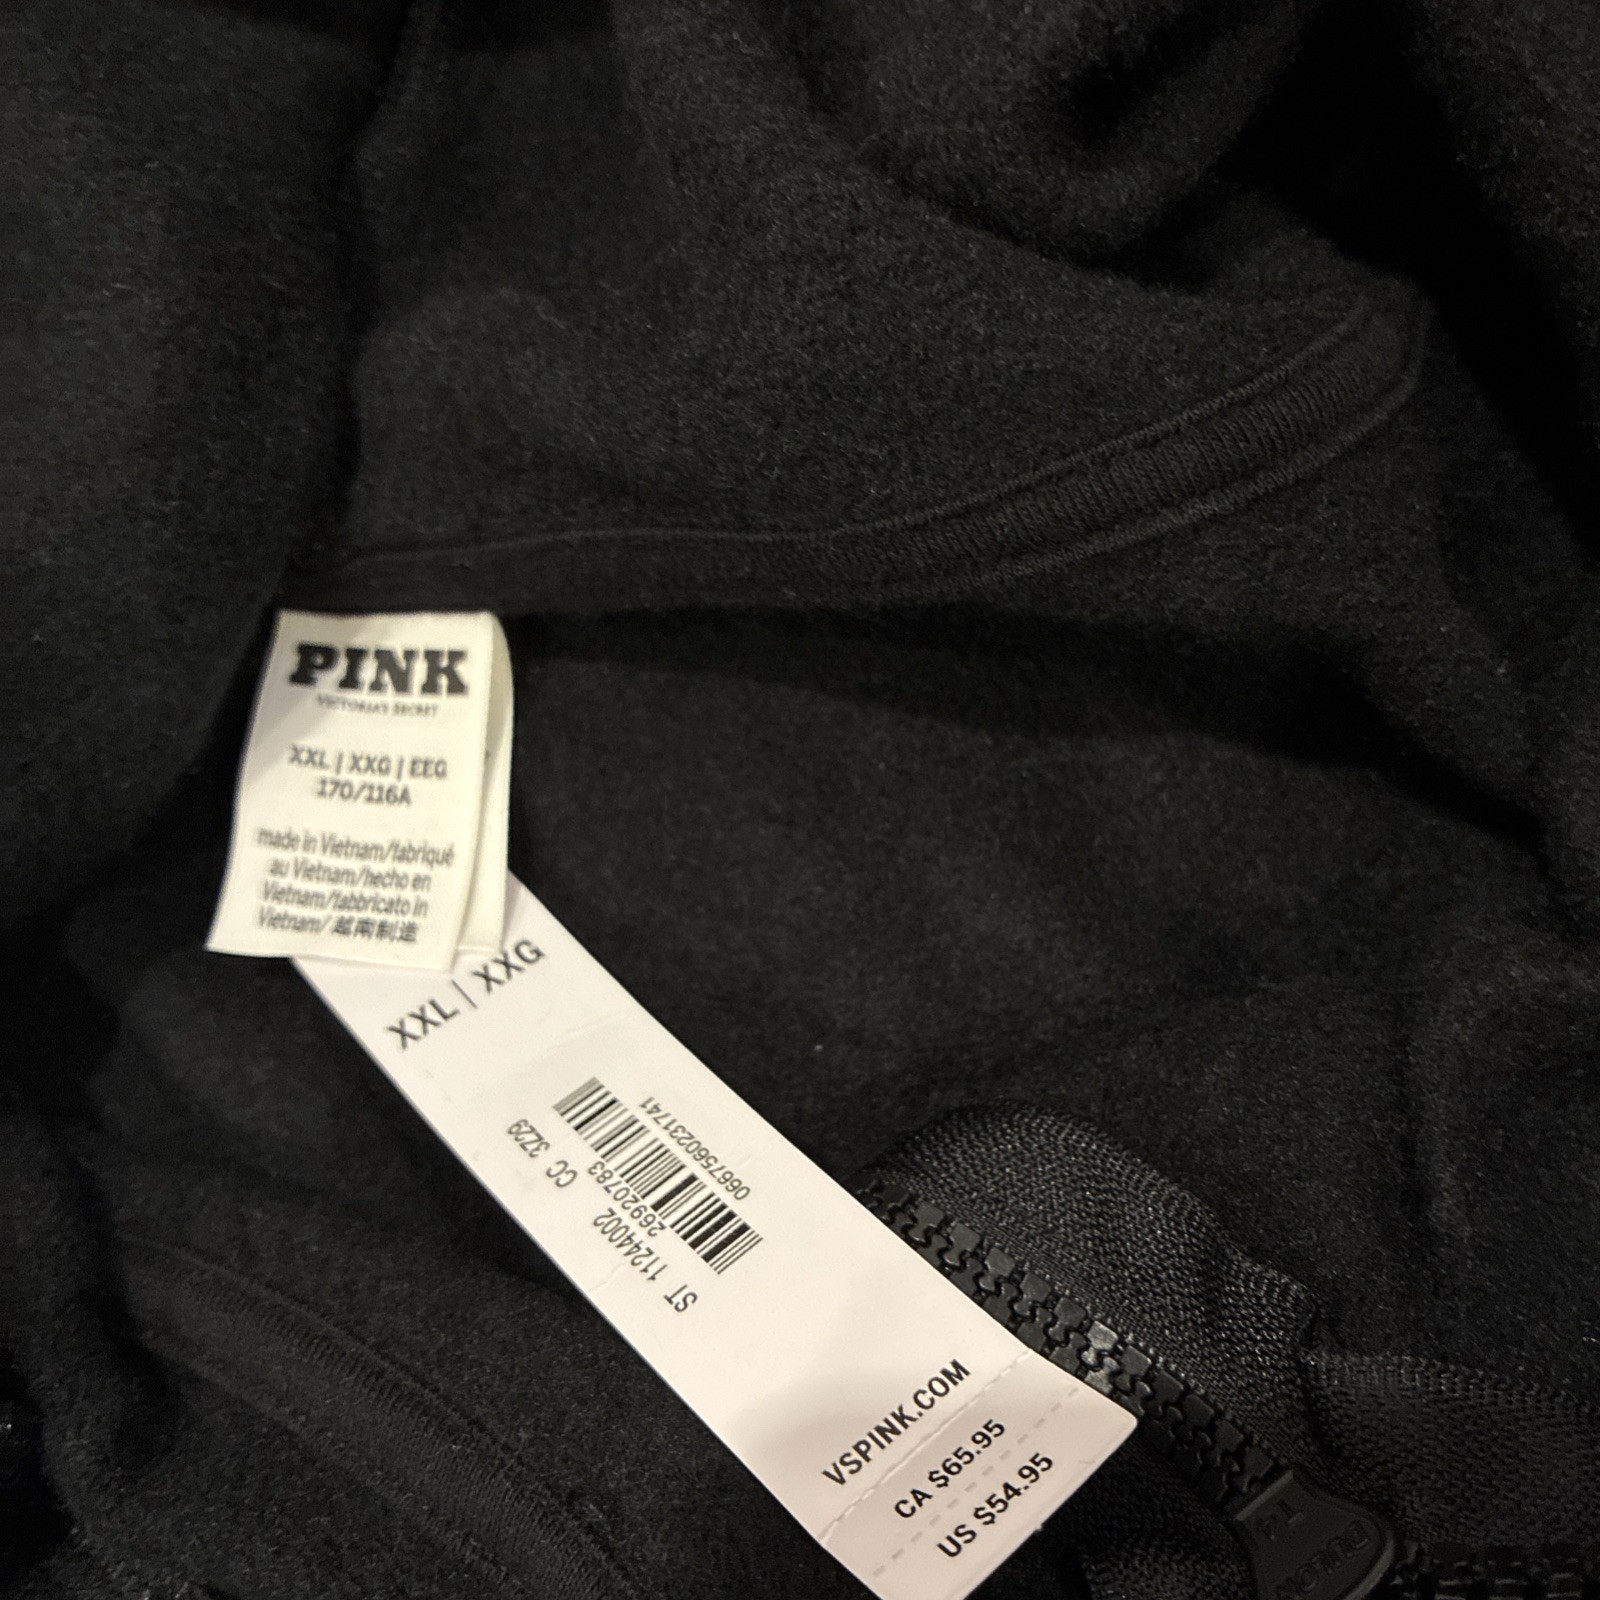 PINK
VICTORIA'S SECRET
XXL | XXG | EEG
170/116A
made in Vietnam/fabriqué
au Vietnam/hecho en
Vietnam/fabbricato in
Vietnam/ 越南制造
XXL | XXG
0667560231741
26920783
CC 3Z29
ST 11244002
VSPINK.COM
CA $65.95
US $54.95